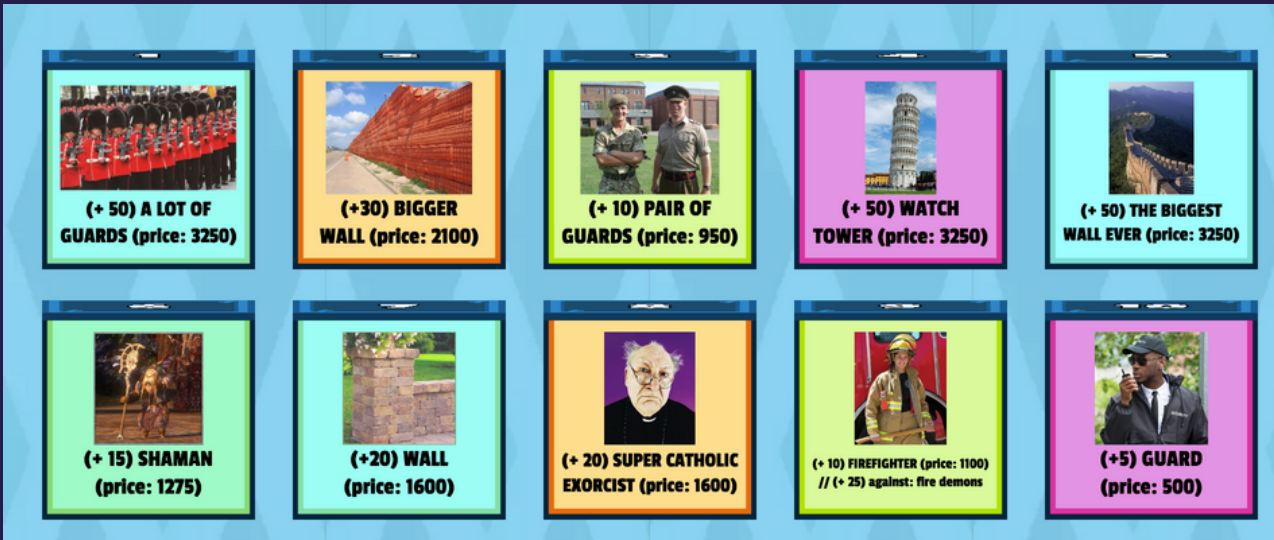 (+ 50) A LOT OF
GUARDS (price: 3250)
(+30) BIGGER
WALL (price: 2100)
(+ 10) PAIR OF
GUARDS (price: 950)
(+ 50) WATCH
TOWER (price: 3250)
(+ 50) THE BIGGEST
WALL EVER (price: 3250)
(+ 15) SHAMAN
(price: 1275)
(+20) WALL
(price: 1600)
(+ 20) SUPER CATHOLIC
EXORCIST (price: 1600)
(+ 10) FIREFIGHTER (price: 1100)
// (+ 25) against: fire demons
(+5) GUARD
(price: 500)